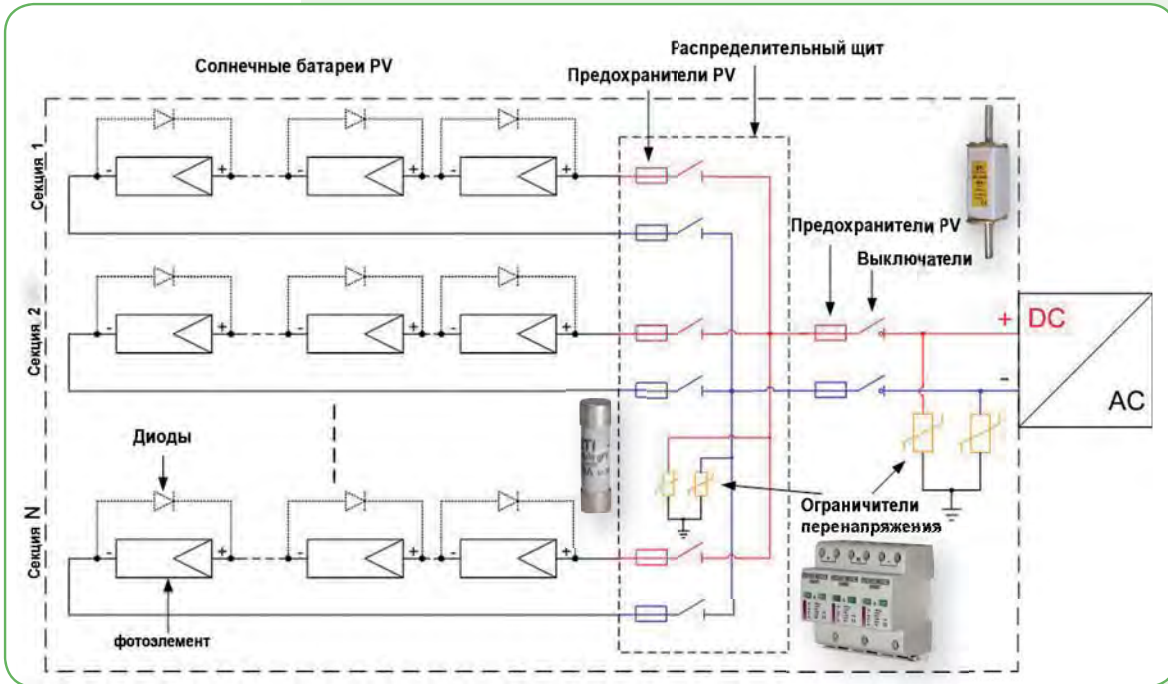 Распределительный щит
Солнечные батареи PV
Предохранители PV
Секция 1
- + - + - +
Предохранители PV
Выключатели
Секция 2
- + - + - +
+ DC
-
AC
Диоды
ETI
Ограничители
перенапряжения
Секция N
- + - + - +
фотоэлемент